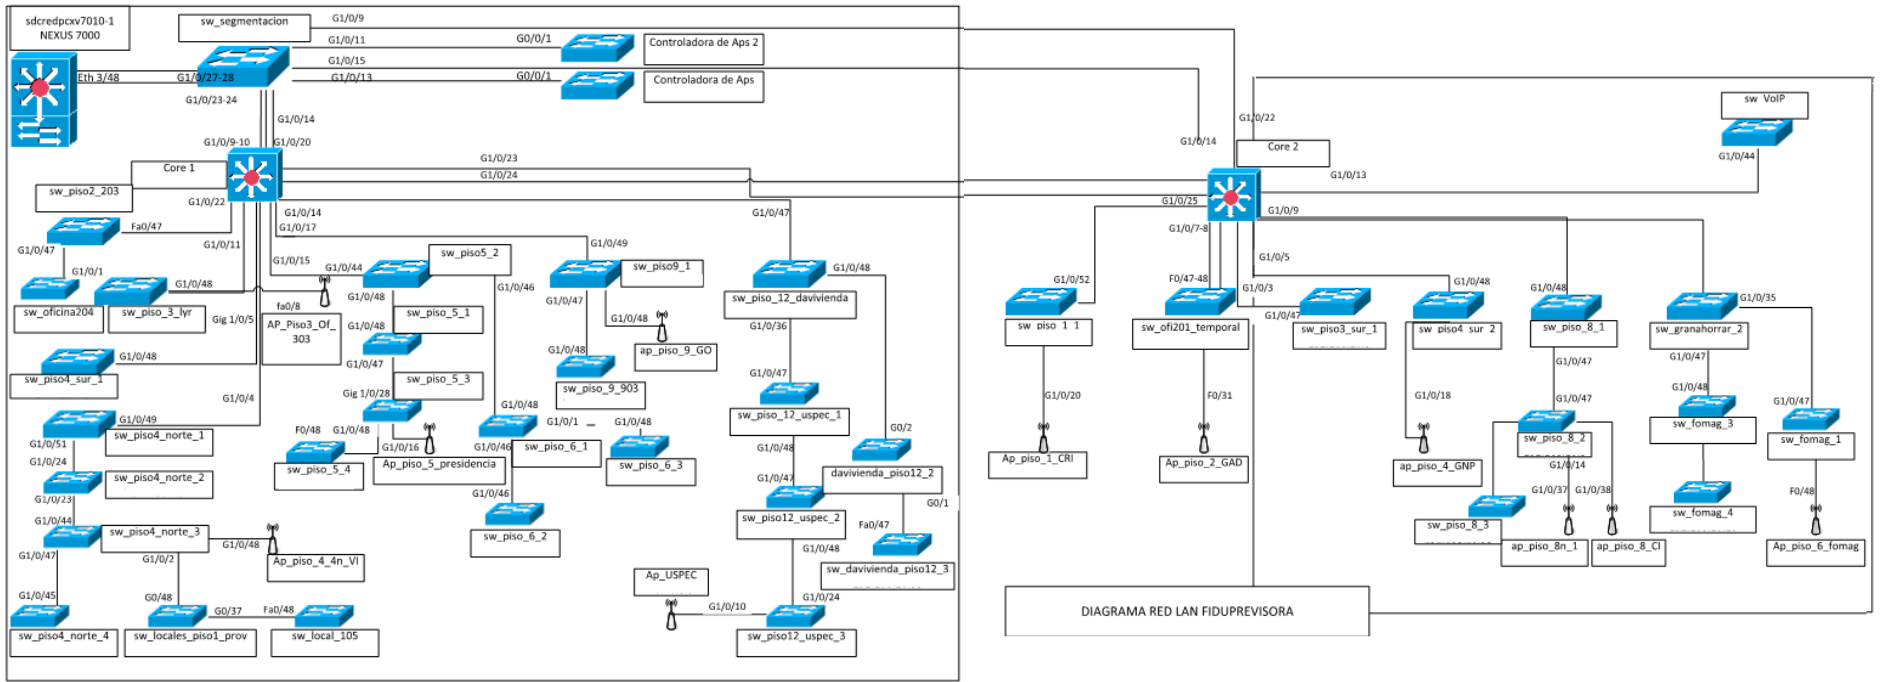 sdcredpcxv7010-1
NEXUS 7000
sw_segmentacion
G1/0/9
G1/0/11
G0/0/1
Controladora de Aps 2
G1/0/15
Eth 3/48
G1/0/27-28
G1/0/13
G0/0/1
Controladora de Aps
G1/0/23-24
G1/0/14
G1/0/9-10
G1/0/20
G1/0/22
G1/0/14
Core 2
sw_VoIP
G1/0/44
G1/0/13
Core 1
G1/0/23
G1/0/24
sw_piso2_203
G1/0/22
G1/0/14
G1/0/17
G1/0/47
G1/0/25
G1/0/9
G1/0/7-8
Fa0/47
G1/0/47
G1/0/11
G1/0/15
G1/0/44
sw_piso5_2
G1/0/49
sw_piso9_1
G1/0/48
G1/0/5
G1/0/1
G1/0/48
sw_oficina204
sw_piso_3_lyr
fa0/8
AP_Piso3_Of_
303
Gig 1/0/5
G1/0/48
G1/0/46
sw_piso_5_1
G1/0/47
G1/0/48
ap_piso_9_GO
sw_piso_12_davivienda
G1/0/52
F0/47-48
G1/0/3
G1/0/48
G1/0/48
G1/0/35
sw_piso_1_1
sw_ofi201_temporal
G1/0/47
sw_piso3_sur_1
sw_piso4_sur_2
sw_piso_8_1
sw_granahorrar_2
G1/0/48
G1/0/36
G1/0/48
sw_piso4_sur_1
G1/0/47
sw_piso_5_3
G1/0/48
sw_piso_9_903
G1/0/47
G1/0/47
G1/0/47
G1/0/4
Gig 1/0/28
G1/0/48
sw_piso_12_uspec_1
G1/0/20
F0/31
G1/0/18
G1/0/47
G1/0/48
G1/0/47
G1/0/49
G1/0/51
sw_piso4_norte_1
F0/48
G1/0/48
G1/0/16
G1/0/46
G1/0/1
sw_piso_6_1
G1/0/48
G1/0/48
G0/2
sw_piso_8_2
sw_fomag_3
sw_fomag_1
G1/0/24
sw_piso4_norte_2
sw_piso_5_4
Ap_piso_5_presidencia
sw_piso_6_3
G1/0/47
davivienda_piso12_2
Ap_piso_1_CRI
Ap_piso_2_GAD
ap_piso_4_GNP
G1/0/14
G1/0/37
G1/0/38
F0/48
G1/0/23
G1/0/46
G0/1
G1/0/44
sw_piso4_norte_3
G1/0/48
sw_piso_6_2
sw_piso12_uspec_2
Fa0/47
sw_piso_8_3
sw_fomag_4
G1/0/47
G1/0/2
Ap_piso_4_4n_VI
G1/0/48
ap_piso_8n_1
ap_piso_8_CI
Ap_piso_6_fomag
Ap_USPEC
sw_davivienda_piso12_3
G1/0/45
G0/48
G0/37
Fa0/48
G1/0/10
G1/0/24
sw_piso4_norte_4
sw_locales_piso1_prov
sw_local_105
sw_piso12_uspec_3
DIAGRAMA RED LAN FIDUPREVISORA